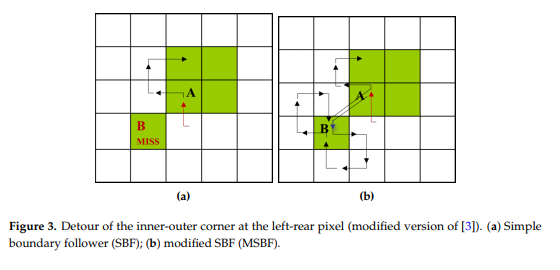 A
B
MISS
A
B
(a)
(b)
Figure 3. Detour of the inner-outer corner at the left-rear pixel (modified version of [3]). (a) Simple
boundary follower (SBF); (b) modified SBF (MSBF).